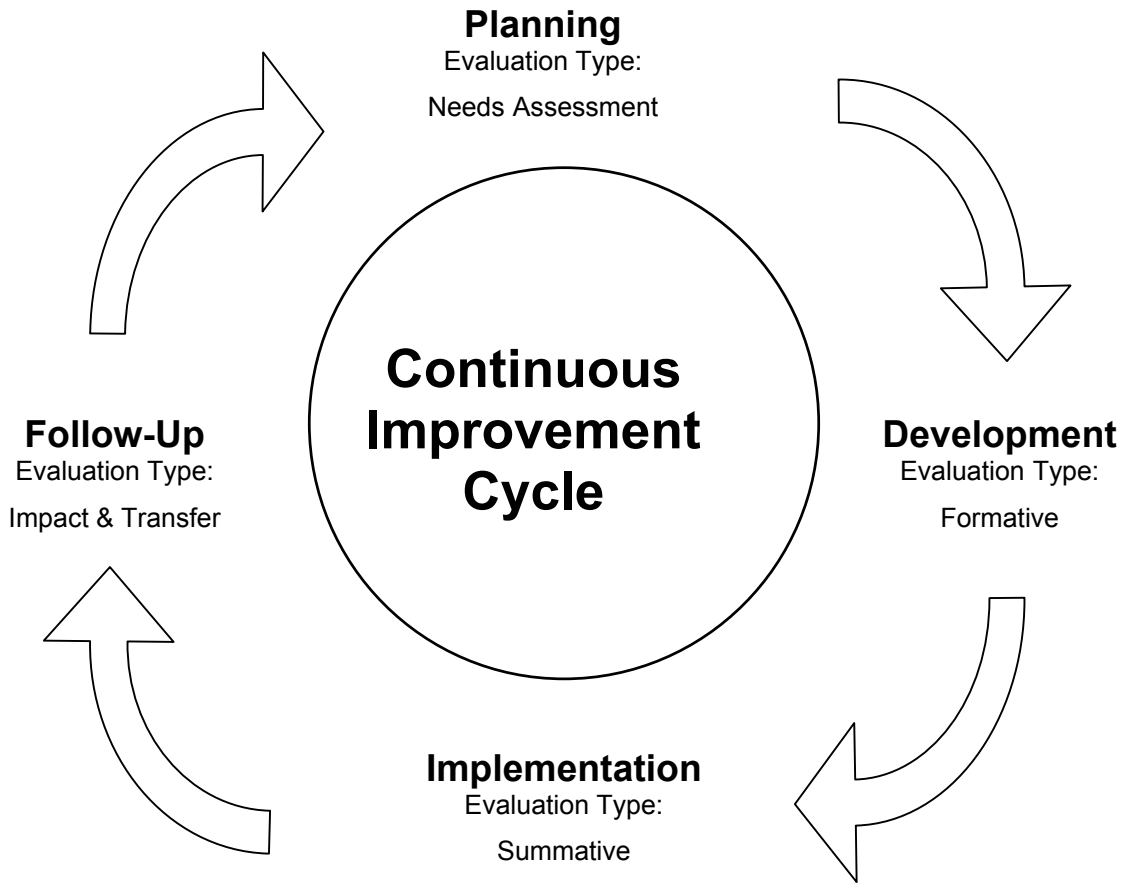 Planning
Evaluation Type:
Needs Assessment
Continuous
Improvement
Cycle
Follow-Up
Evaluation Type:
Impact & Transfer
Development
Evaluation Type:
Formative
Implementation
Evaluation Type:
Summative